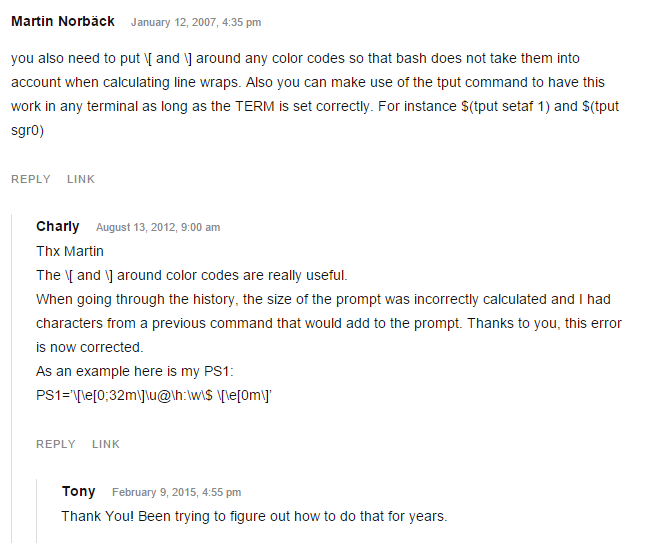 Martin Norbäck January 12, 2007, 4:35 pm
you also need to put \[ and \] around any color codes so that bash does not take them into
account when calculating line wraps. Also you can make use of the tput command to have this
work in any terminal as long as the TERM is set correctly. For instance $(tput setaf 1) and $(tput
sgr0)
REPLY LINK
Charly August 13, 2012, 9:00 am
Thx Martin
The \[ and \] around color codes are really useful.
When going through the history, the size of the prompt was incorrectly calculated and I had
characters from a previous command that would add to the prompt. Thanks to you, this error
is now corrected.
As an example here is my PS1:
PS1='\[\e[0;32m\]\u@\h:\w\$ \[\e[0m\]’
REPLY LINK
Tony February 9, 2015, 4:55 pm
Thank You! Been trying to figure out how to do that for years.